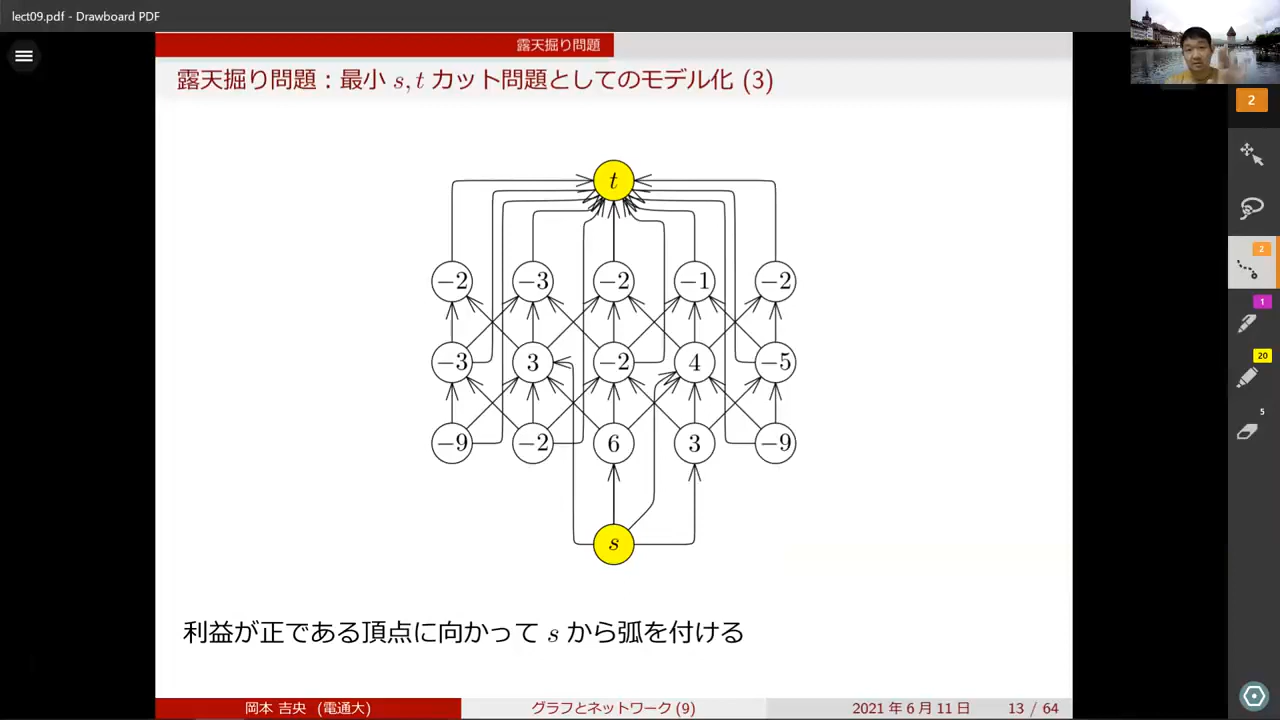 lect09.pdf - Drawboard PDF
露天掘り問題
露天掘り問題：最小 s, t カット問題としてのモデル化 (3)
2
t
−2 −3 −2 −1 −2
2
1
−3 3 −2 4 −5
20
5
−9 −2 6 3 −9
s
利益が正である頂点に向かって s から弧を付ける
岡本 吉央 (電通大) グラフとネットワーク (9) 2021 年 6 月 11 日 13 / 64